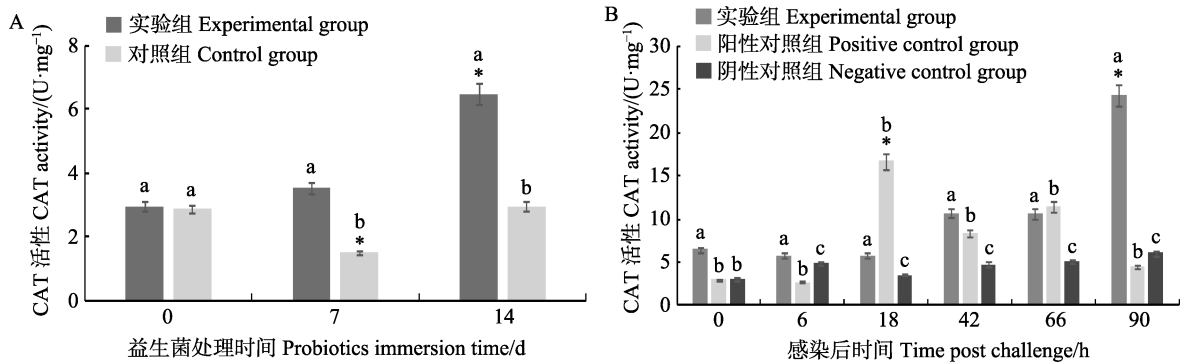 A
实验组 Experimental group
对照组 Control group
CAT 活性 CAT activity/(U·mg⁻¹)
8
6
4
2
0
a
a
a
b
*
a
*
b
0
7
14
益生菌处理时间 Probiotics immersion time/d
B
实验组 Experimental group
阳性对照组 Positive control group
阴性对照组 Negative control group
CAT 活性 CAT activity/(U·mg⁻¹)
30
25
20
15
10
5
0
a
b
b
a
b
c
a
b
*
c
a
b
c
a
b
c
a
*
b
c
0
6
18
42
66
90
感染后时间 Time post challenge/h